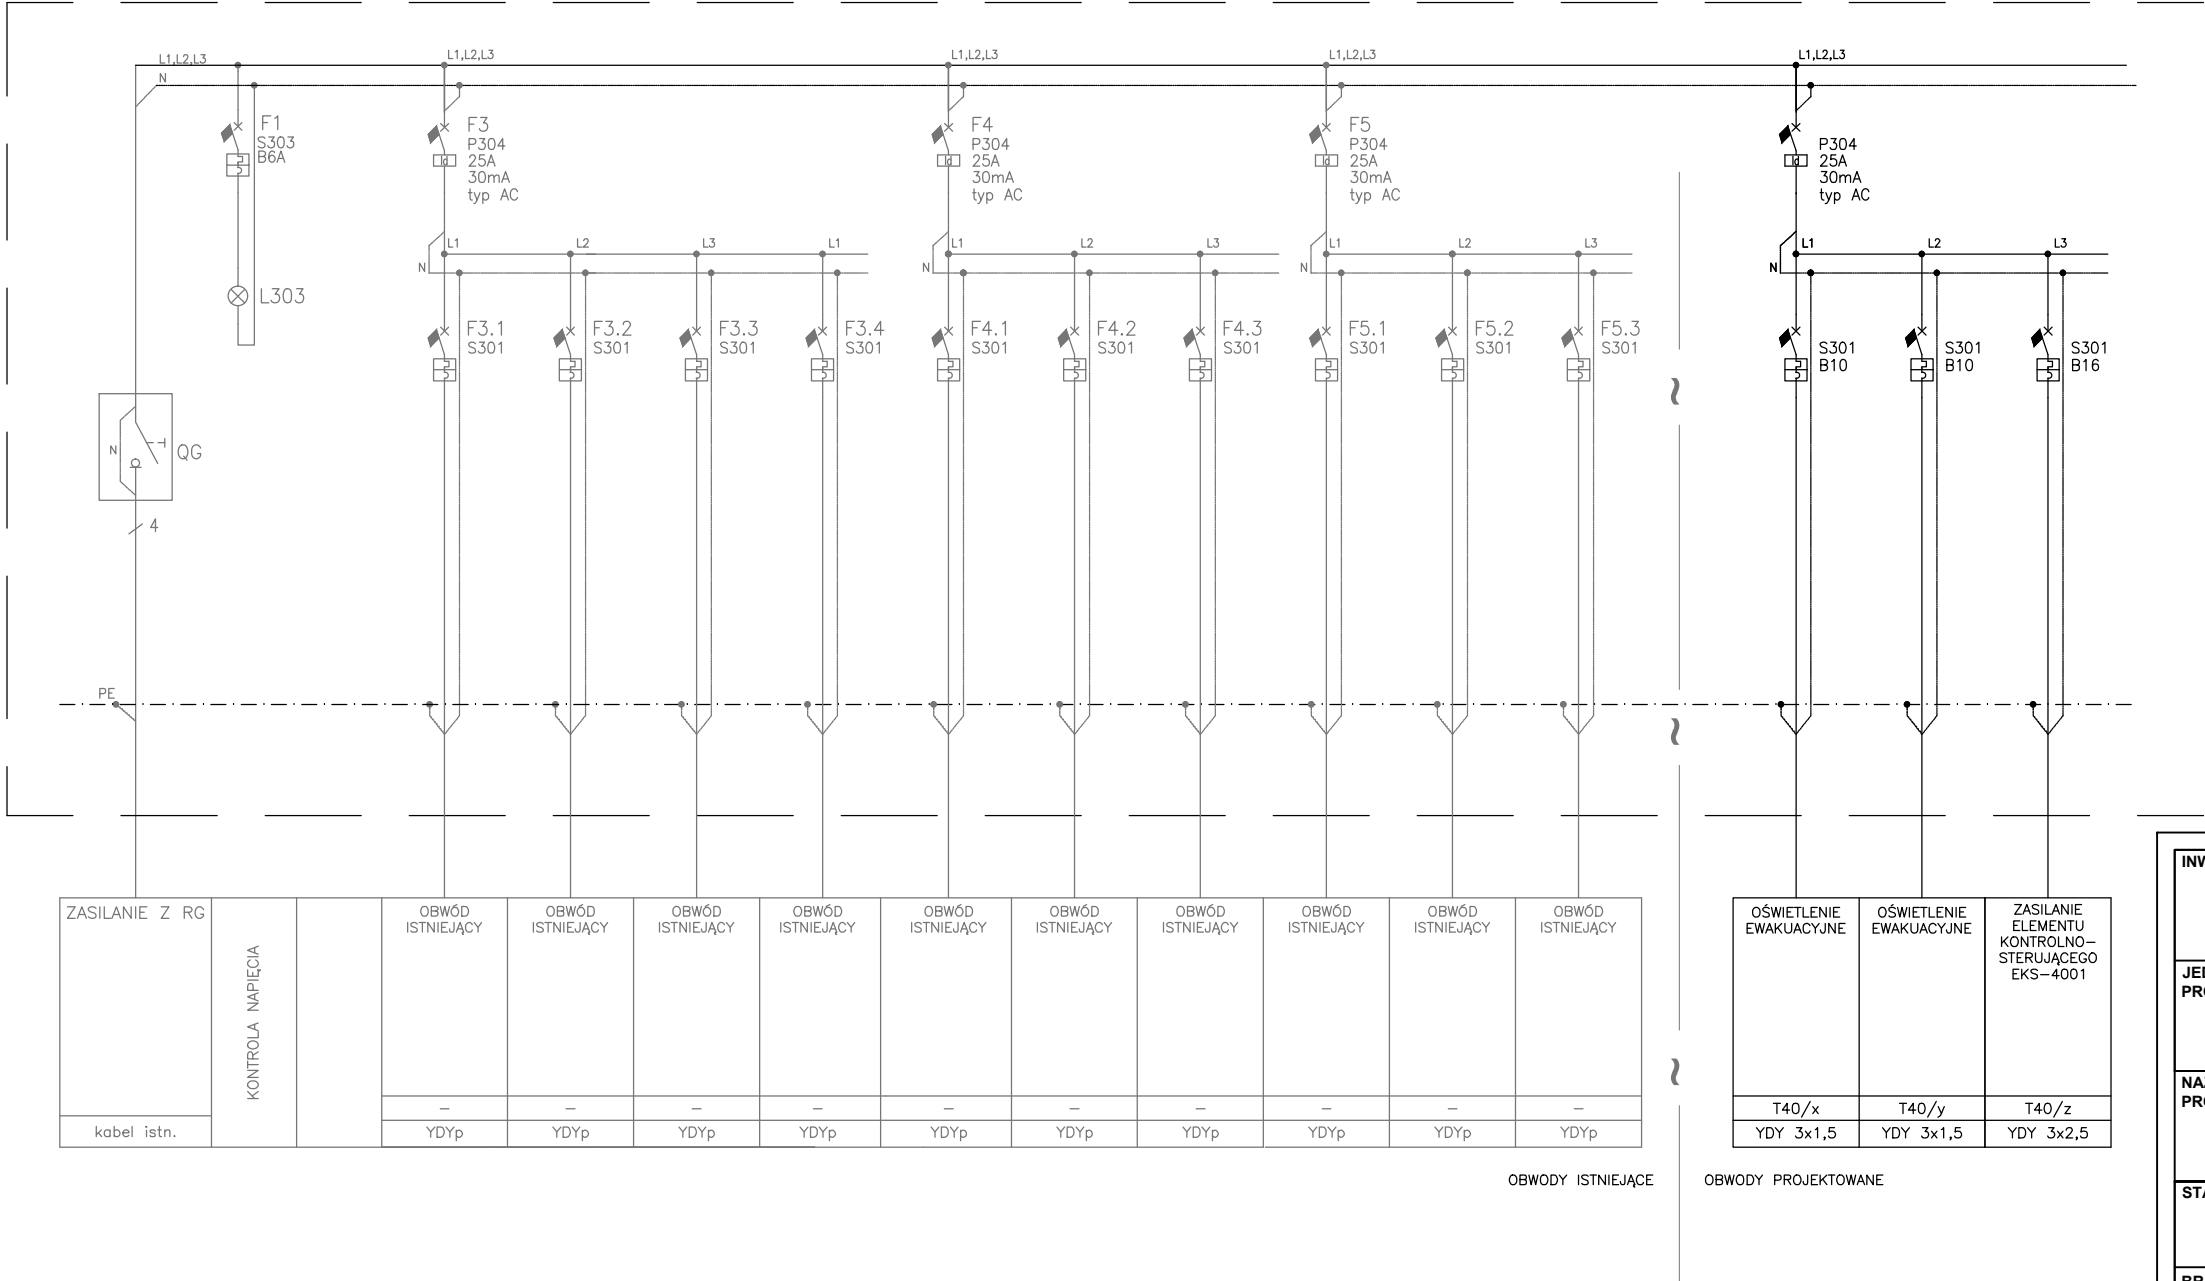 L1,L2,L3
N
L1,L2,L3
L1,L2,L3
L1,L2,L3
L1,L2,L3
F1
S303
B6A
F3
P304
25A
30mA
typ AC
F4
P304
25A
30mA
typ AC
F5
P304
25A
30mA
typ AC
P304
25A
30mA
typ AC
N
L1
L2
L3
L1
N
L1
L2
L3
N
L1
L2
L3
N
L1
L2
L3
L303
F3.1
S301
F3.2
S301
F3.3
S301
F3.4
S301
F4.1
S301
F4.2
S301
F4.3
S301
F5.1
S301
F5.2
S301
F5.3
S301
S301
B10
S301
B10
S301
B16
N
QG
4
PE
ZASILANIE Z RG
kabel istn.
KONTROLA NAPIĘCIA
OBWÓD
ISTNIEJĄCY
–
YDYp
OBWÓD
ISTNIEJĄCY
–
YDYp
OBWÓD
ISTNIEJĄCY
–
YDYp
OBWÓD
ISTNIEJĄCY
–
YDYp
OBWÓD
ISTNIEJĄCY
–
YDYp
OBWÓD
ISTNIEJĄCY
–
YDYp
OBWÓD
ISTNIEJĄCY
–
YDYp
OBWÓD
ISTNIEJĄCY
–
YDYp
OBWÓD
ISTNIEJĄCY
–
YDYp
OBWÓD
ISTNIEJĄCY
–
YDYp
OŚWIETLENIE
EWAKUACYJNE
T40/x
YDY 3x1,5
OŚWIETLENIE
EWAKUACYJNE
T40/y
YDY 3x1,5
ZASILANIE
ELEMENTU
KONTROLNO–
STERUJĄCEGO
EKS–4001
T40/z
YDY 3x2,5
OBWODY ISTNIEJĄCE
OBWODY PROJEKTOWANE